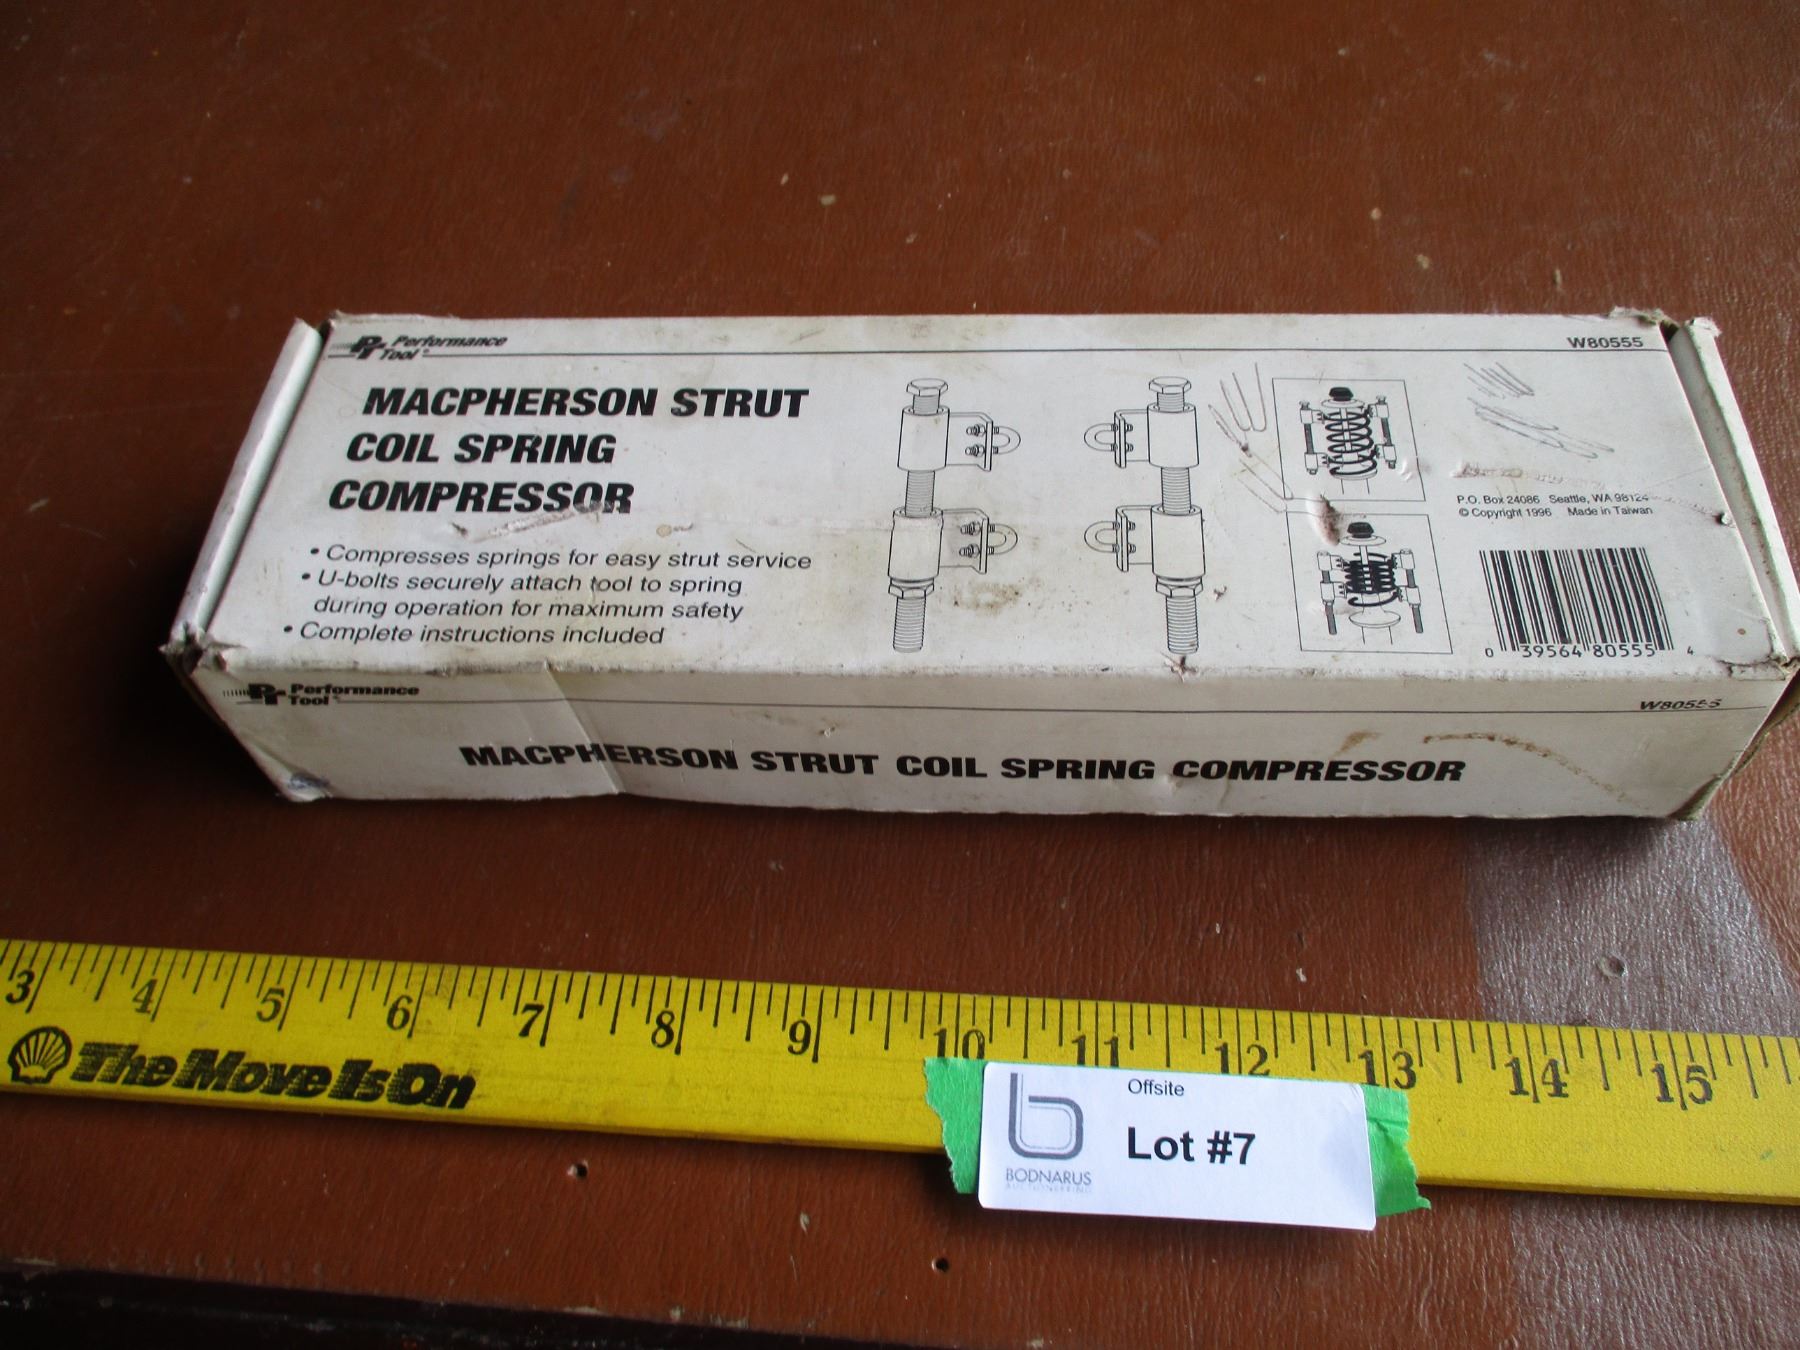 PT Performance Tool®
W80555
MACPHERSON STRUT
COIL SPRING
COMPRESSOR
• Compresses springs for easy strut service
• U-bolts securely attach tool to spring
during operation for maximum safety
• Complete instructions included
P.O. Box 24086 Seattle, WA 98124
© Copyright 1996 Made in Taiwan
0 39564 80555 4
PT Performance Tool®
W80555
MACPHERSON STRUT COIL SPRING COMPRESSOR
3 4 5 6 7 8 9 10 11 12 13 14 15
The Move Is On
Offsite
Lot #7
BODNARUS
AUCTIONEERING